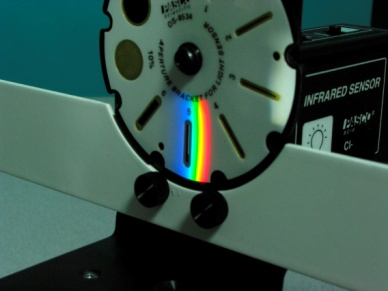 PASCO
OS-8534
APERTURE BRACKET FOR LIGHT SENSOR
10%
INFRARED SENSOR
PASCO
CI-